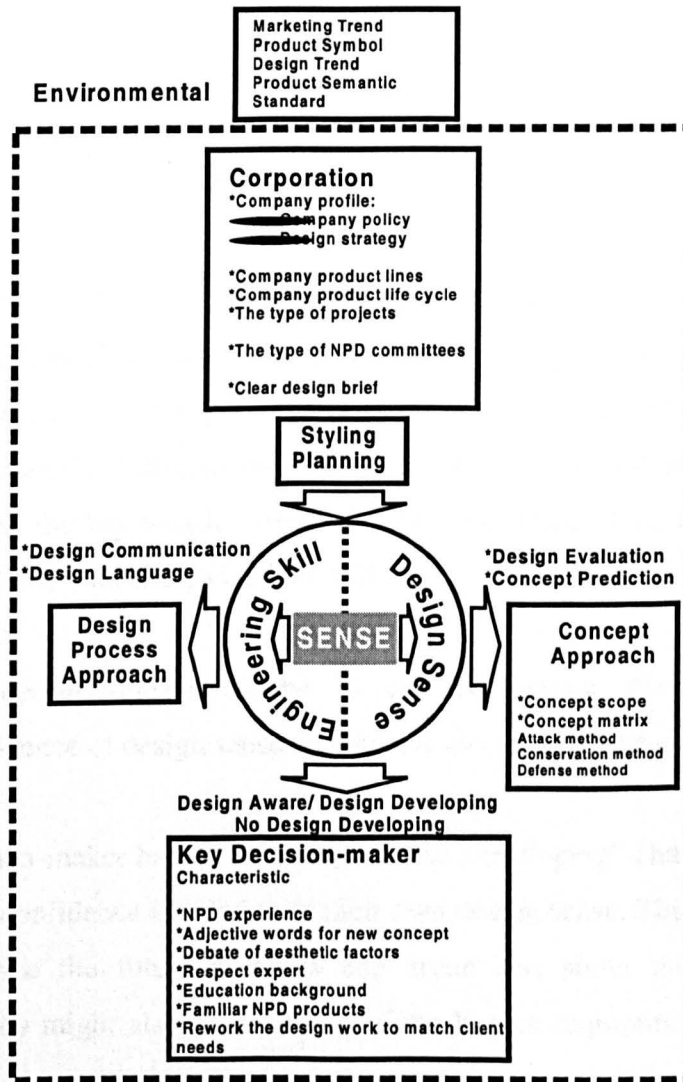 Marketing Trend
Product Symbol
Design Trend
Product Semantic
Standard
Environmental
Corporation
*Company profile:
policy
strategy
*Company product lines
*Company product life cycle
*The type of projects
*The type of NPD committees
*Clear design brief
Styling
Planning
*Design Communication
*Design Language
*Design Evaluation
*Concept Prediction
Design
Process
Approach
Engineering Skill
SENSE
Design Sense
Concept
Approach
*Concept scope
*Concept matrix
Attack method
Conservation method
Defense method
Design Aware/ Design Developing
No Design Developing
Key Decision-maker
Characteristic
*NPD experience
*Adjective words for new concept
*Debate of aesthetic factors
*Respect expert
*Education background
*Familiar NPD products
*Rework the design work to match client
needs